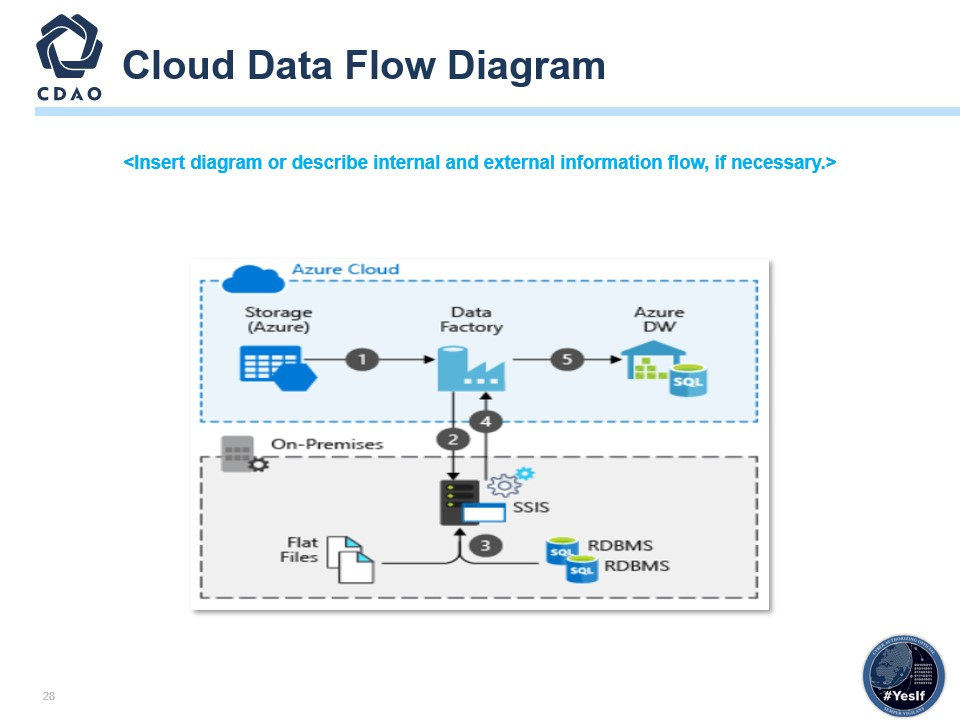 CDAO
Cloud Data Flow Diagram
<Insert diagram or describe internal and external information flow, if necessary.>
Azure Cloud
Storage
(Azure)
Data
Factory
Azure
DW
1
5
SQL
4
2
On-Premises
SSIS
Flat
Files
3
SQL
RDBMS
SQL
RDBMS
#YesIf
28